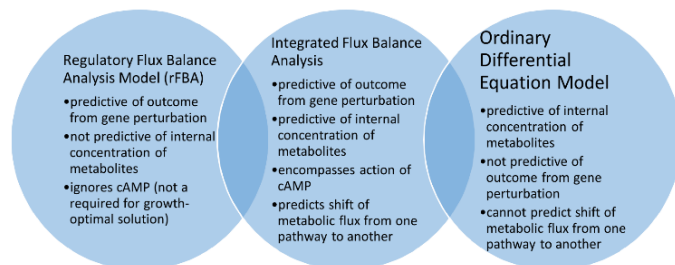 Regulatory Flux Balance
Analysis Model (rFBA)
•predictive of outcome
from gene perturbation
•not predictive of internal
concentration of
metabolites
•ignores cAMP (not a
required for growth-
optimal solution)
Integrated Flux Balance
Analysis
•predictive of outcome
from gene perturbation
•predictive of internal
concentration of
metabolites
•encompasses action of
cAMP
•predicts shift of
metabolic flux from one
pathway to another
Ordinary
Differential
Equation Model
•predictive of internal
concentration of
metabolites
•not predictive of
outcome from gene
perturbation
•cannot predict shift of
metabolic flux from one
pathway to another